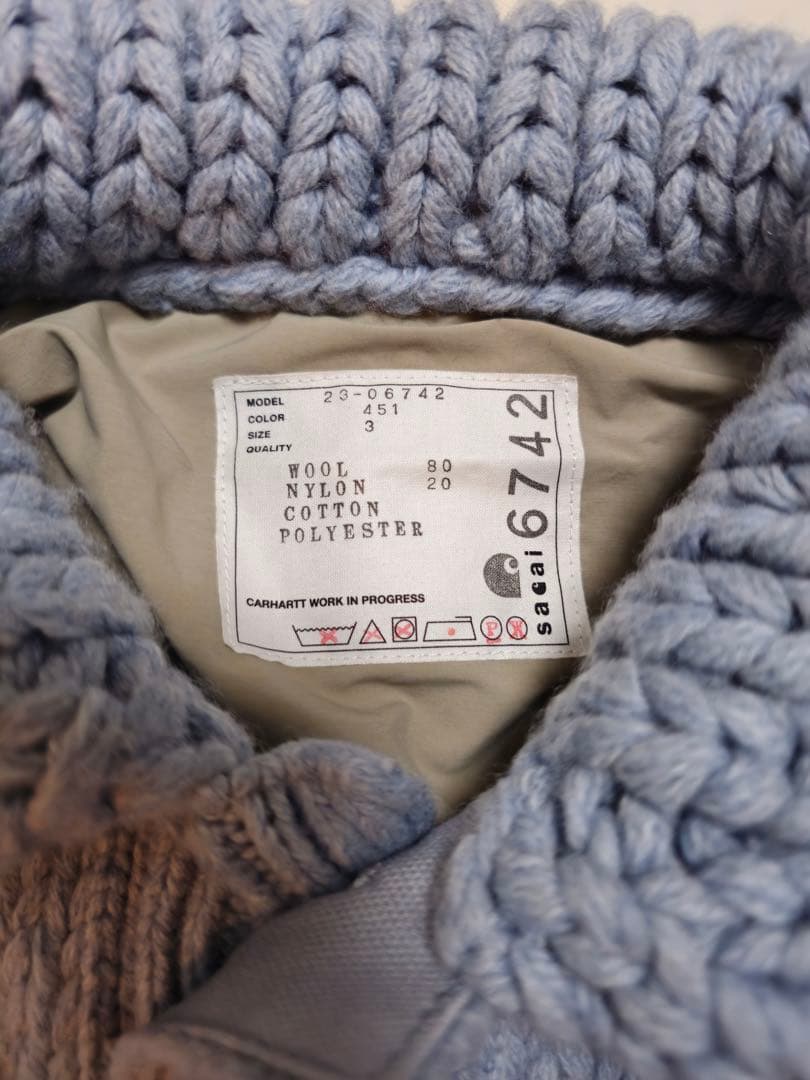 MODEL 23-06742
COLOR 451
SIZE 3
QUALITY
WOOL 80
NYLON 20
COTTON
POLYESTER
CARHARTT WORK IN PROGRESS
P W
sacai 6742